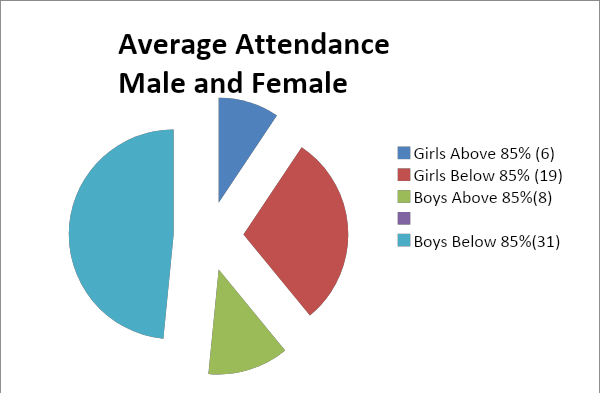 Average Attendance
Male and Female
Girls Above 85% (6)
Girls Below 85% (19)
Boys Above 85%(8)
Boys Below 85%(31)